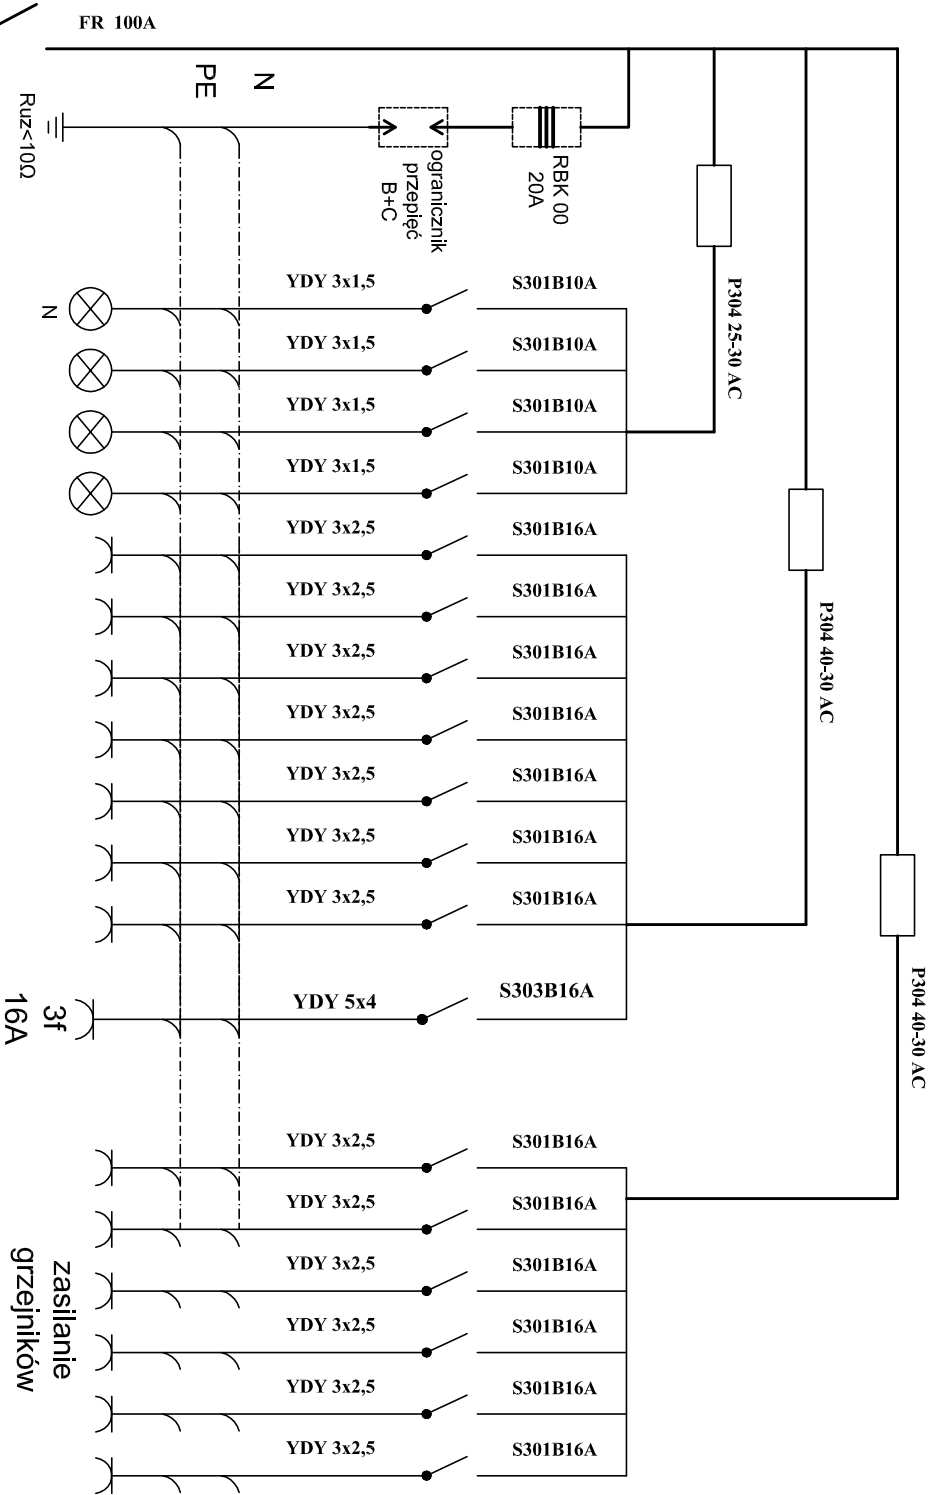 FR 100A
N
PE
Ruz<10Ω
ogranicznik
przepięć
B+C
RBK 00
20A
P304 25-30 AC
P304 40-30 AC
P304 40-30 AC
YDY 3x1,5
S301B10A
N
YDY 3x1,5
S301B10A
YDY 3x1,5
S301B10A
YDY 3x1,5
S301B10A
YDY 3x2,5
S301B16A
YDY 3x2,5
S301B16A
YDY 3x2,5
S301B16A
YDY 3x2,5
S301B16A
YDY 3x2,5
S301B16A
YDY 3x2,5
S301B16A
YDY 3x2,5
S301B16A
YDY 5x4
S303B16A
3f
16A
YDY 3x2,5
S301B16A
YDY 3x2,5
S301B16A
YDY 3x2,5
S301B16A
YDY 3x2,5
S301B16A
YDY 3x2,5
S301B16A
YDY 3x2,5
S301B16A
zasilanie
grzejników